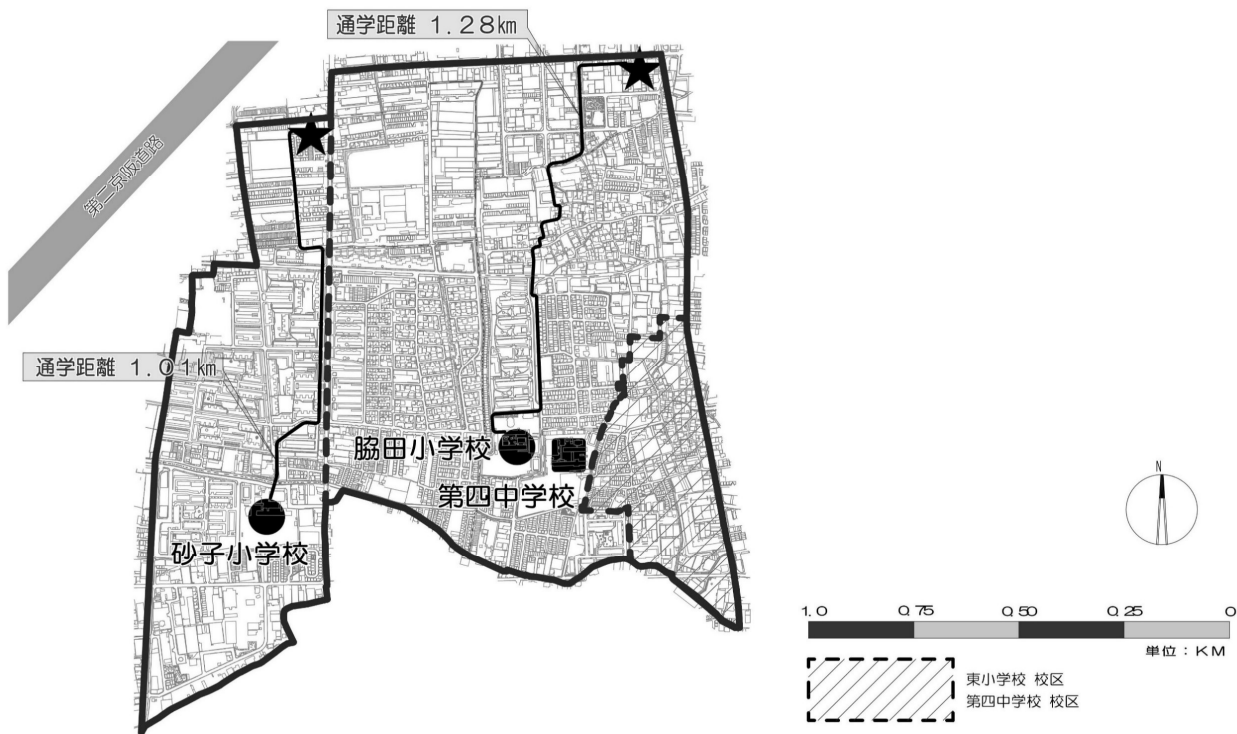 通学距離 1.28km
第二京阪道路
通学距離 1.01km
脇田小学校
第四中学校
砂子小学校
N
1.0 0.75 0.50 0.25 0
単位：KM
東小学校 校区
第四中学校 校区